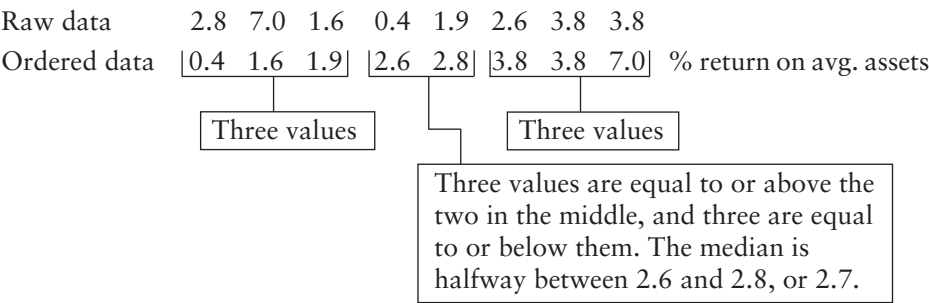 Raw data 2.8 7.0 1.6 0.4 1.9 2.6 3.8 3.8
Ordered data 0.4 1.6 1.9 2.6 2.8 3.8 3.8 7.0 % return on avg. assets
Three values Three values
Three values are equal to or above the
two in the middle, and three are equal
to or below them. The median is
halfway between 2.6 and 2.8, or 2.7.